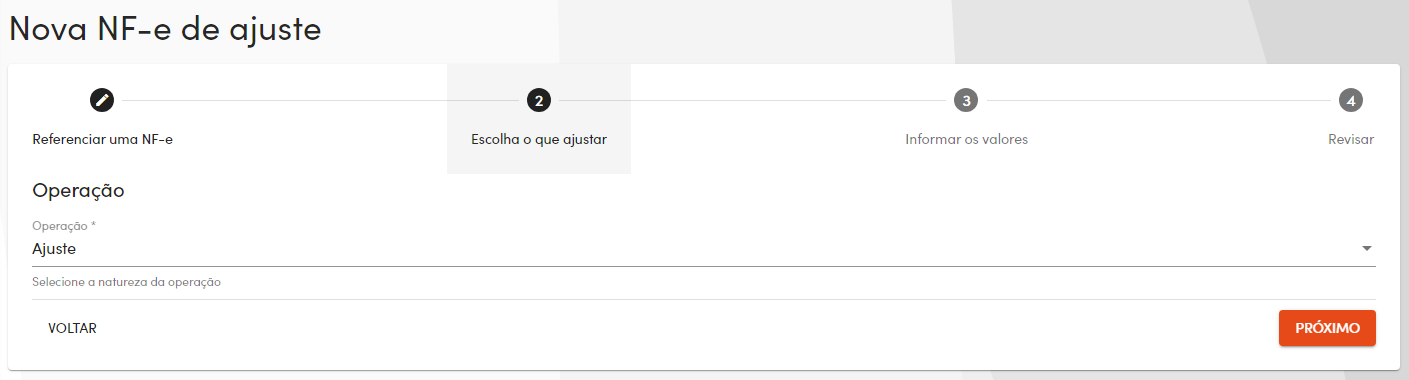 Nova NF-e de ajuste
2
3
4
Referenciar uma NF-e
Escolha o que ajustar
Informar os valores
Revisar
Operação
Operação *
Ajuste
Selecione a natureza da operação
VOLTAR
PRÓXIMO